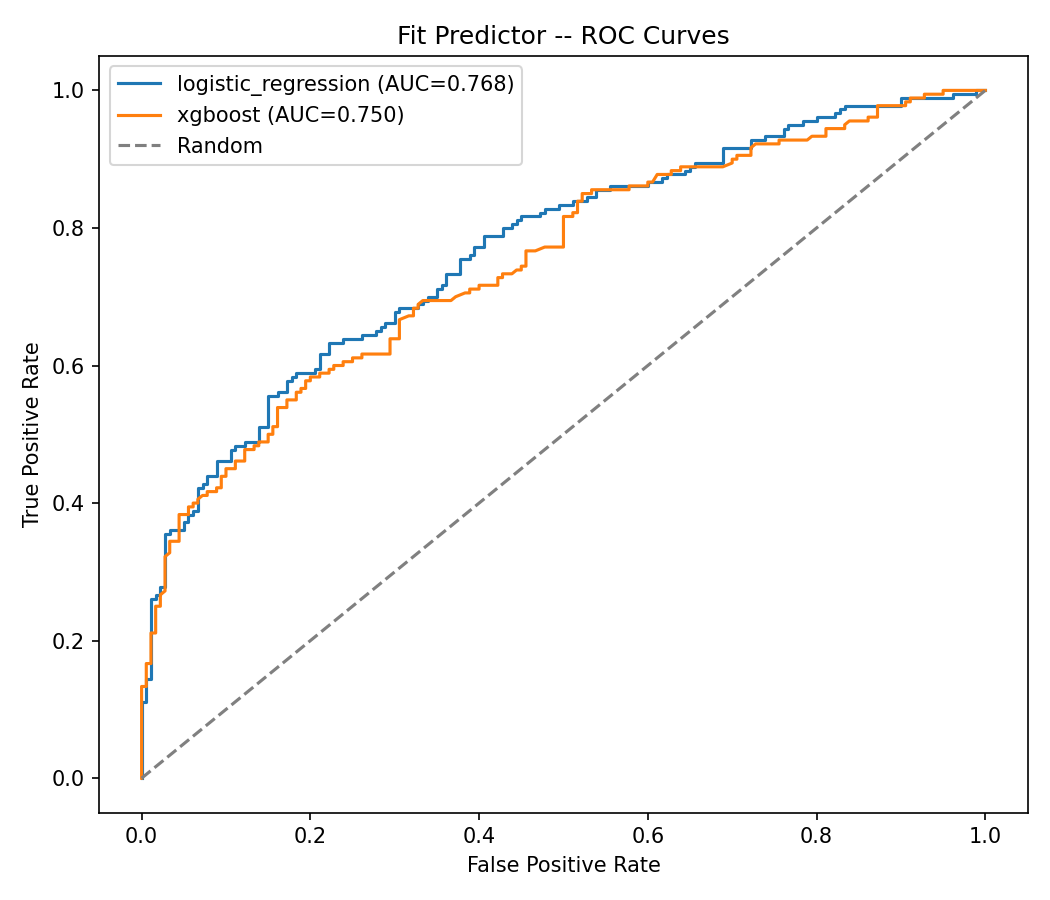 Fit Predictor -- ROC Curves
logistic_regression (AUC=0.768)
xgboost (AUC=0.750)
Random
1.0
0.8
0.6
0.4
0.2
0.0
True Positive Rate
0.0 0.2 0.4 0.6 0.8 1.0
False Positive Rate